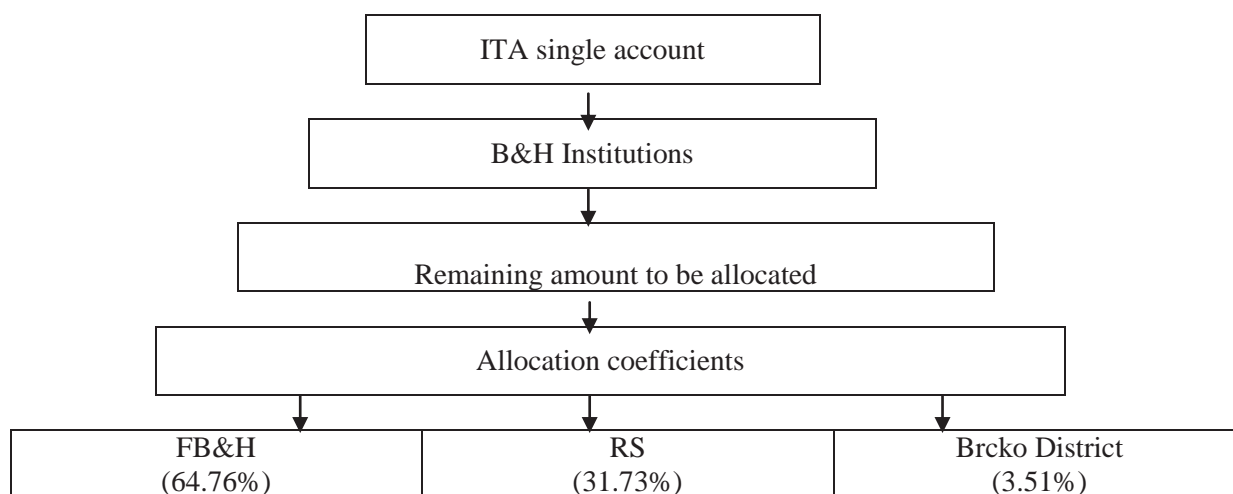 ITA single account
B&H Institutions
Remaining amount to be allocated
Allocation coefficients
FB&H
(64.76%)
RS
(31.73%)
Brcko District
(3.51%)